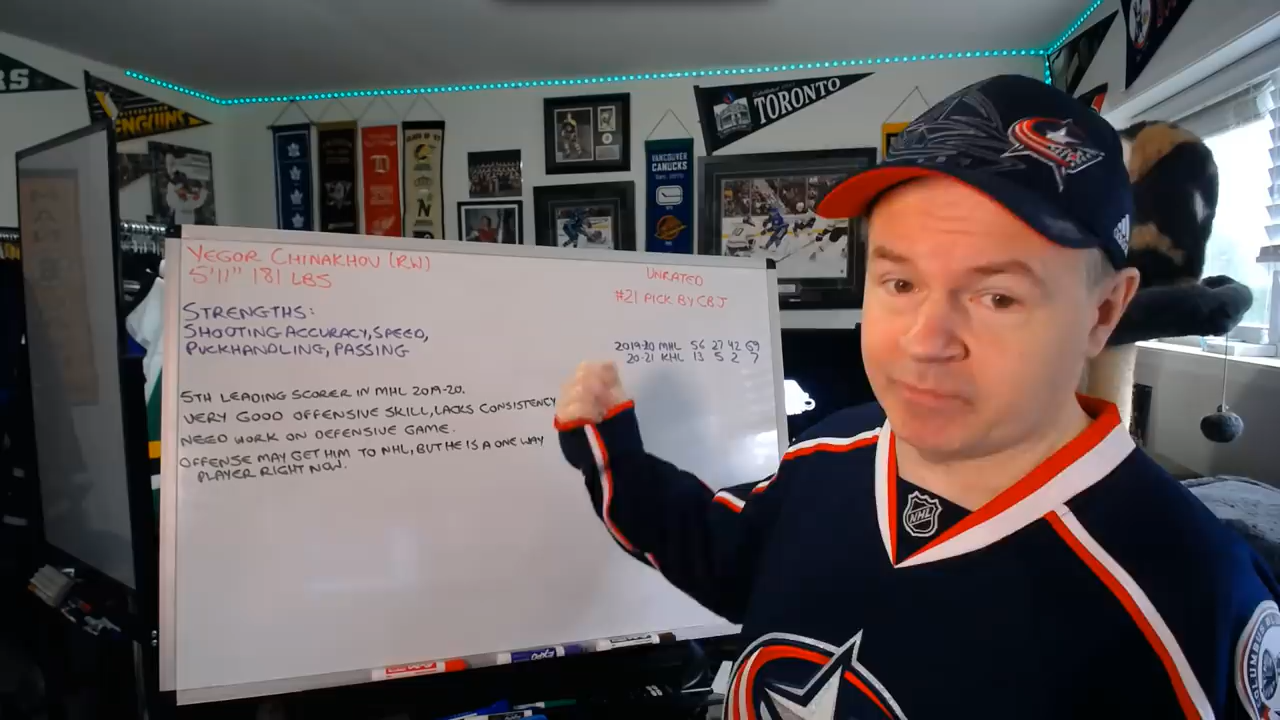 RS
PENGUINS
TORONTO
VANCOUVER
CANUCKS
YEGOR CHINAKHOV (RW)
5'11" 181 LBS
UNRATED
#21 PICK BY CBJ
STRENGTHS:
SHOOTING ACCURACY, SPEED,
PUCKHANDLING, PASSING
2019-20 MHL 56 27 42 69
20-21 KHL 13 5 2 7
5TH LEADING SCORER IN MHL 2019-20.
VERY GOOD OFFENSIVE SKILL, LACKS CONSISTENCY
NEED WORK ON DEFENSIVE GAME.
OFFENSE MAY GET HIM TO NHL, BUT HE IS A ONE WAY
PLAYER RIGHT NOW.
NHL
EXPO